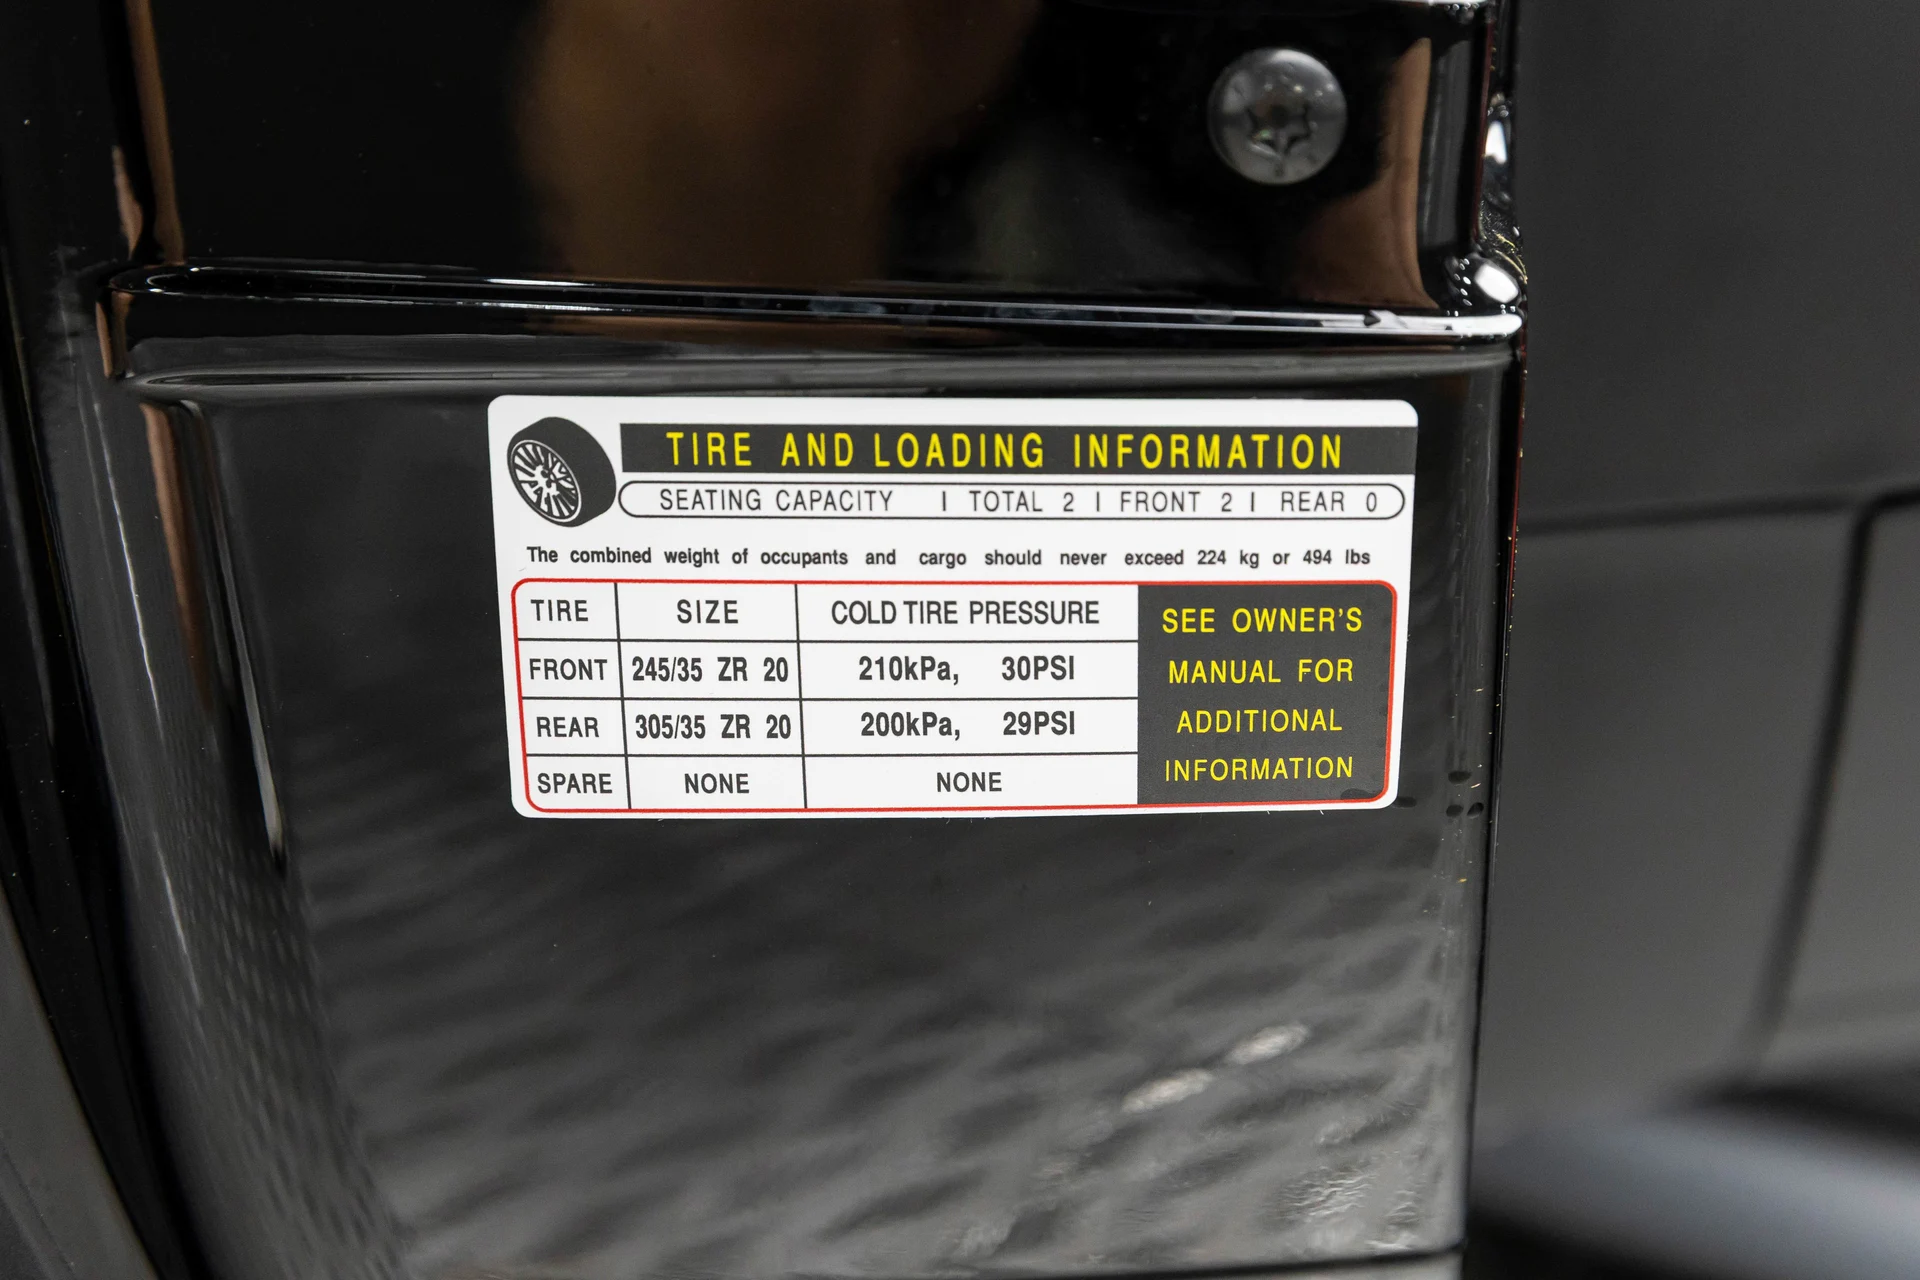 TIRE AND LOADING INFORMATION
SEATING CAPACITY | TOTAL 2 | FRONT 2 | REAR 0
The combined weight of occupants and cargo should never exceed 224 kg or 494 lbs
TIRE SIZE COLD TIRE PRESSURE
FRONT 245/35 ZR 20 210kPa, 30PSI
REAR 305/35 ZR 20 200kPa, 29PSI
SPARE NONE NONE
SEE OWNER'S
MANUAL FOR
ADDITIONAL
INFORMATION